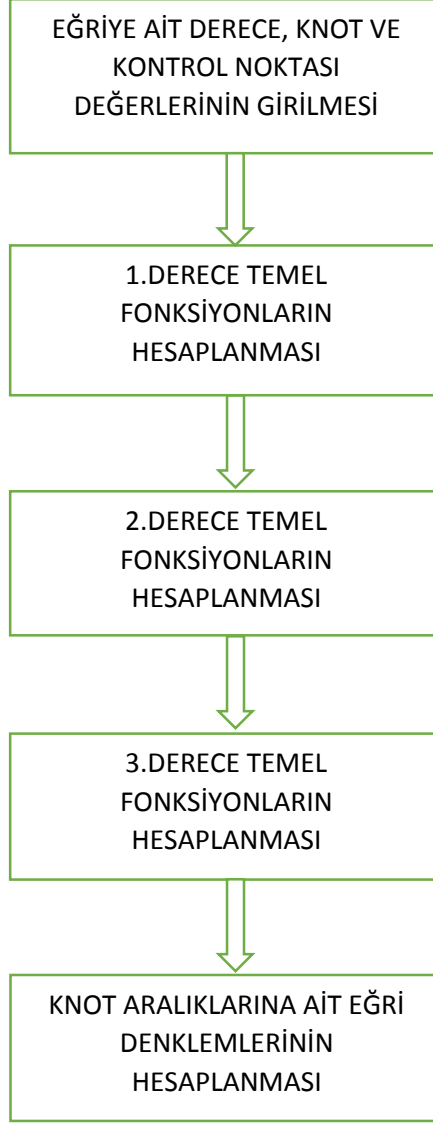 EĞRİYE AİT DERECE, KNOT VE
KONTROL NOKTASI
DEĞERLERİNİN GİRİLMESİ
1.DERECE TEMEL
FONKSİYONLARIN
HESAPLANMASI
2.DERECE TEMEL
FONKSİYONLARIN
HESAPLANMASI
3.DERECE TEMEL
FONKSİYONLARIN
HESAPLANMASI
KNOT ARALIKLARINA AİT EĞRİ
DENKLEMLERİNİN
HESAPLANMASI